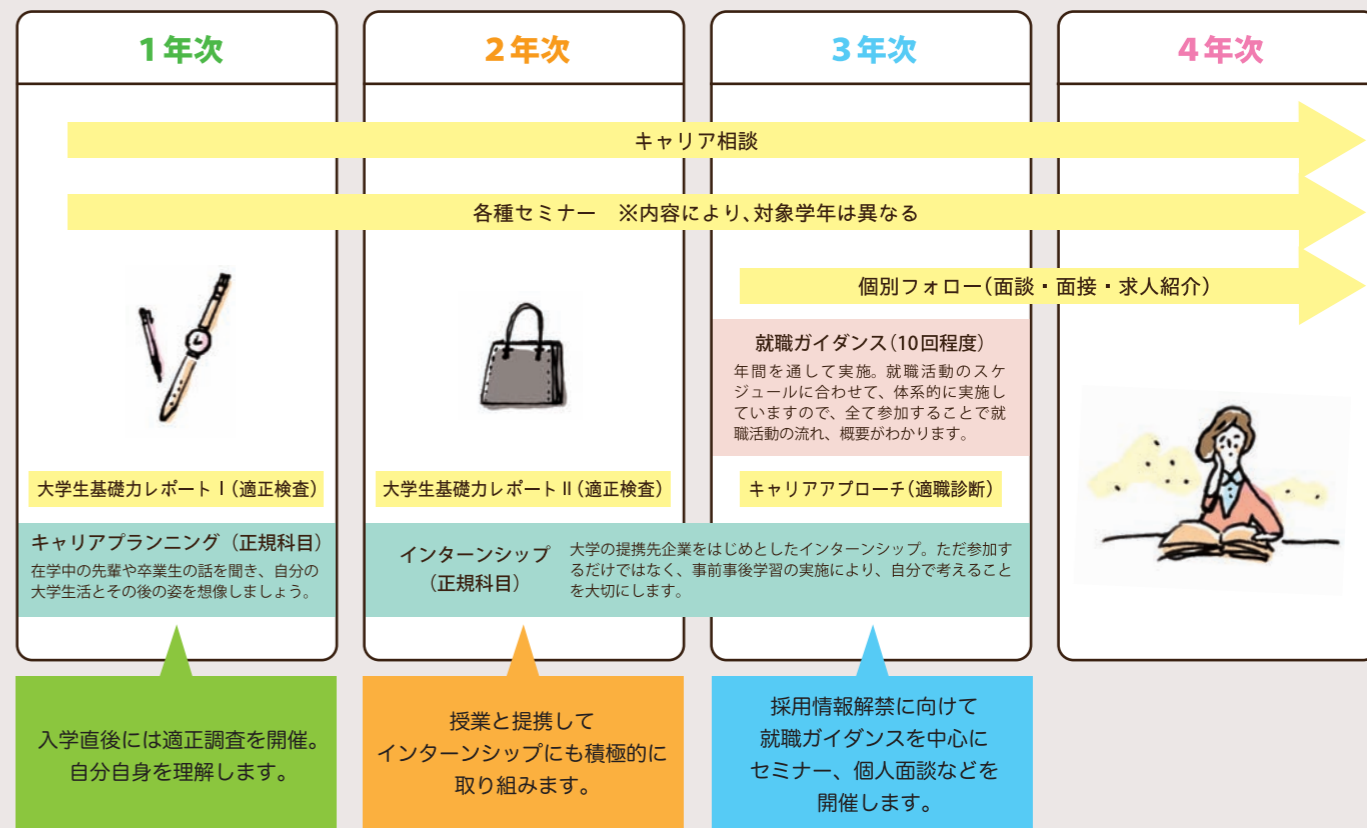 1年次
2年次
3年次
4年次
キャリア相談
各種セミナー　※内容により、対象学年は異なる
個別フォロー(面談・面接・求人紹介)
就職ガイダンス(10回程度)
年間を通して実施。就職活動のスケ
ジュールに合わせて、体系的に実施し
ていますので、全て参加することで就
職活動の流れ、概要がわかります。
大学生基礎力レポートⅠ(適正検査)
大学生基礎力レポートⅡ(適正検査)
キャリアアプローチ(適職診断)
キャリアプランニング (正規科目)
在学中の先輩や卒業生の話を聞き、自分の
大学生活とその後の姿を想像しましょう。
インターンシップ
(正規科目)
大学の提携先企業をはじめとしたインターンシップ。ただ参加す
るだけではなく、事前事後学習の実施により、自分で考えること
を大切にします。
入学直後には適正調査を開催。
自分自身を理解します。
授業と提携して
インターンシップにも積極的に
取り組みます。
採用情報解禁に向けて
就職ガイダンスを中心に
セミナー、個人面談などを
開催します。